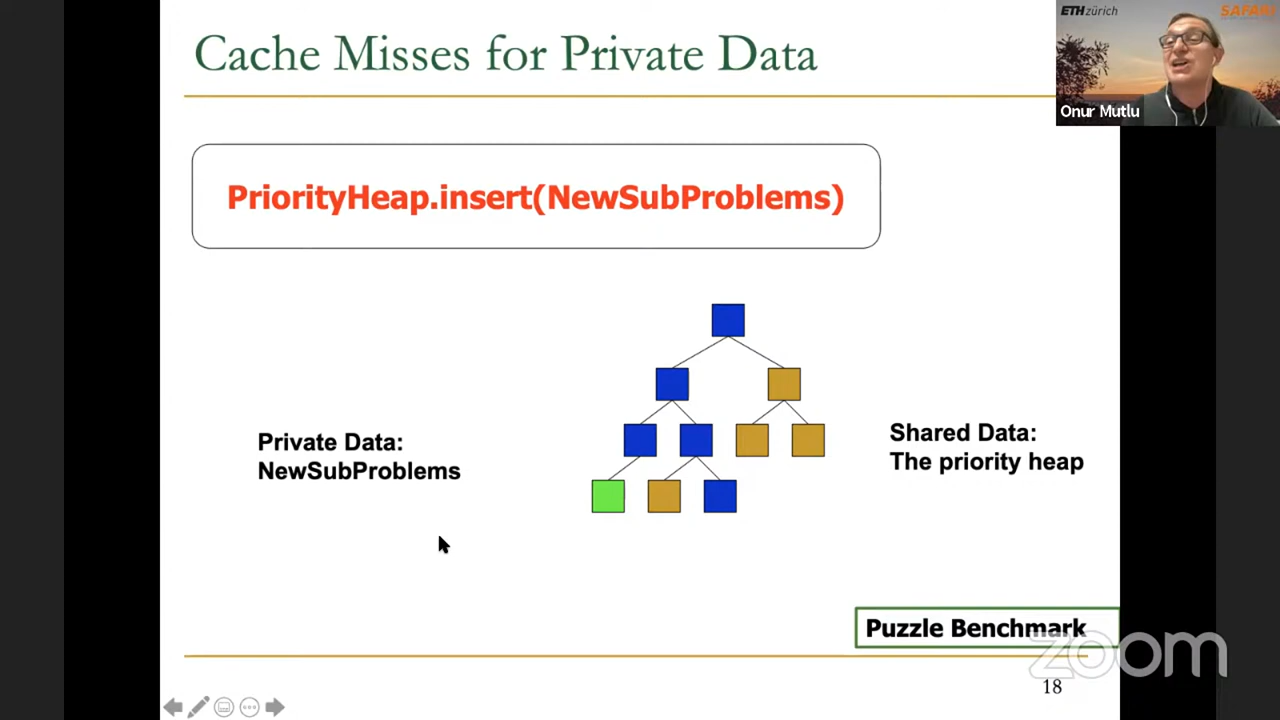 Cache Misses for Private Data
ETH zürich
SAFARI
Onur Mutlu
PriorityHeap.insert(NewSubProblems)
Private Data:
NewSubProblems
Shared Data:
The priority heap
Puzzle Benchmark
zoom
18